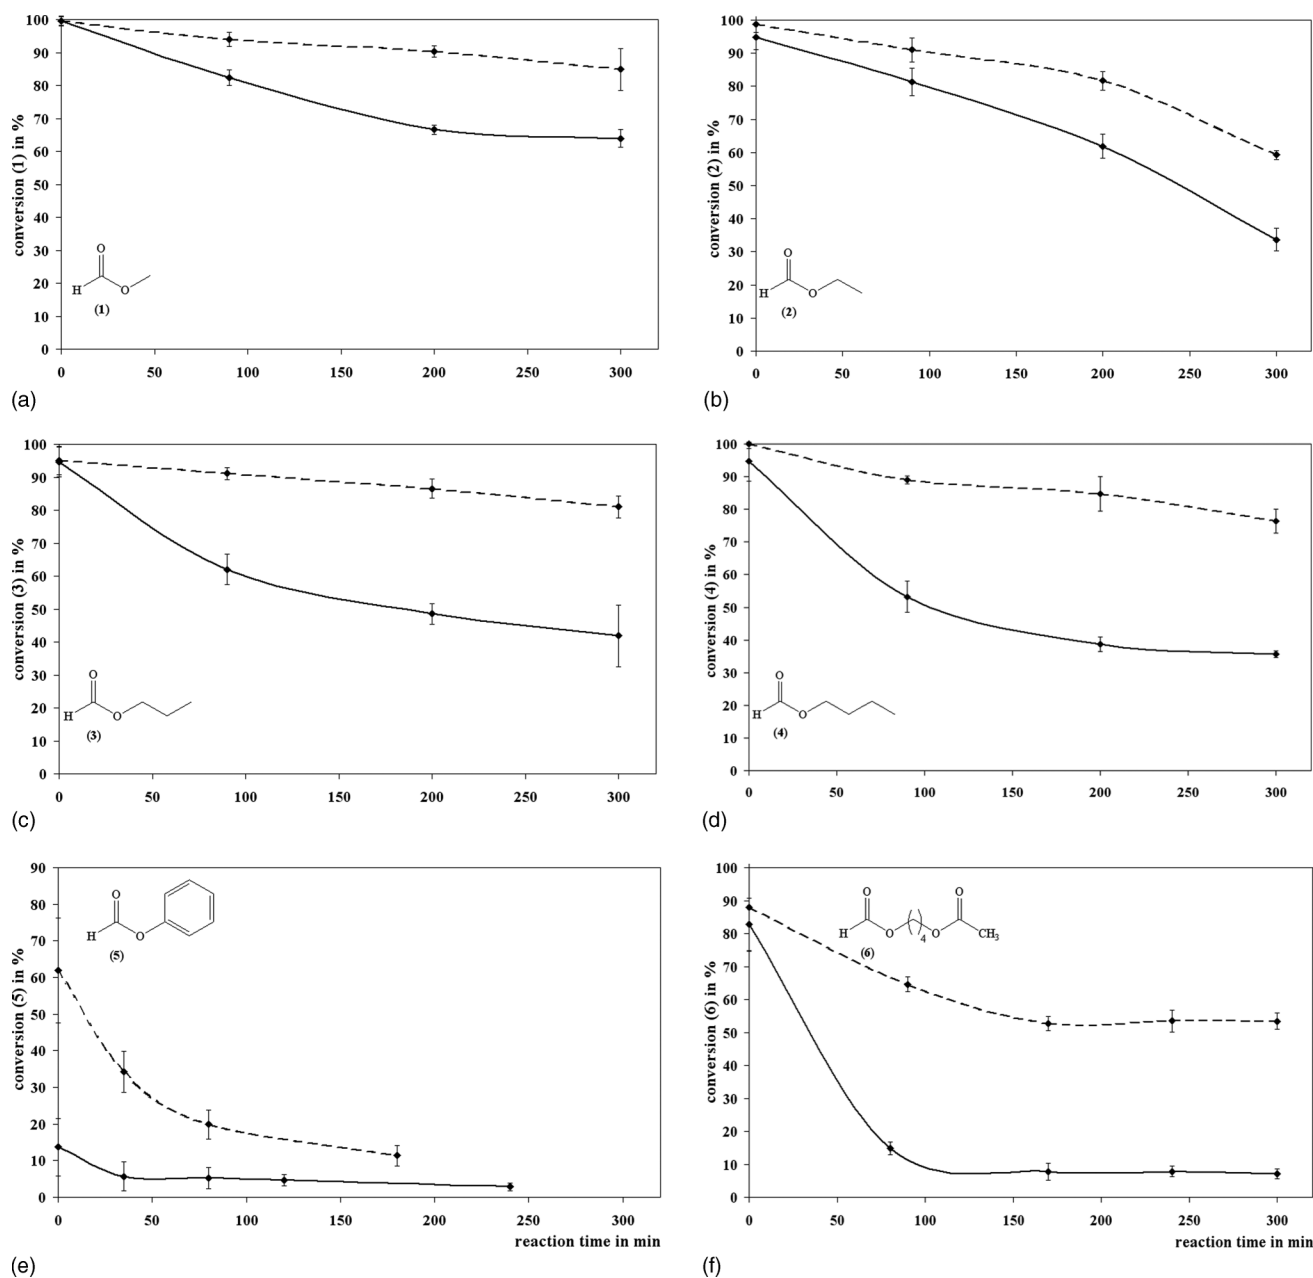 100
90
80
70
60
50
40
30
20
10
0
conversion (1) in %
O
H
O
(1)
0 50 100 150 200 250 300
(a)
100
90
80
70
60
50
40
30
20
10
0
conversion (2) in %
O
H
O
(2)
0 50 100 150 200 250 300
(b)
100
90
80
70
60
50
40
30
20
10
0
conversion (3) in %
O
H
O
(3)
0 50 100 150 200 250 300
(c)
100
90
80
70
60
50
40
30
20
10
0
conversion (4) in %
O
H
O
(4)
0 50 100 150 200 250 300
(d)
90
80
70
60
50
40
30
20
10
0
conversion (5) in %
O
H
O
(5)
0 50 100 150 200 250 300
reaction time in min
(e)
100
90
80
70
60
50
40
30
20
10
0
conversion (6) in %
O O
H O ( )4 O CH3
(6)
0 50 100 150 200 250 300
reaction time in min
(f)